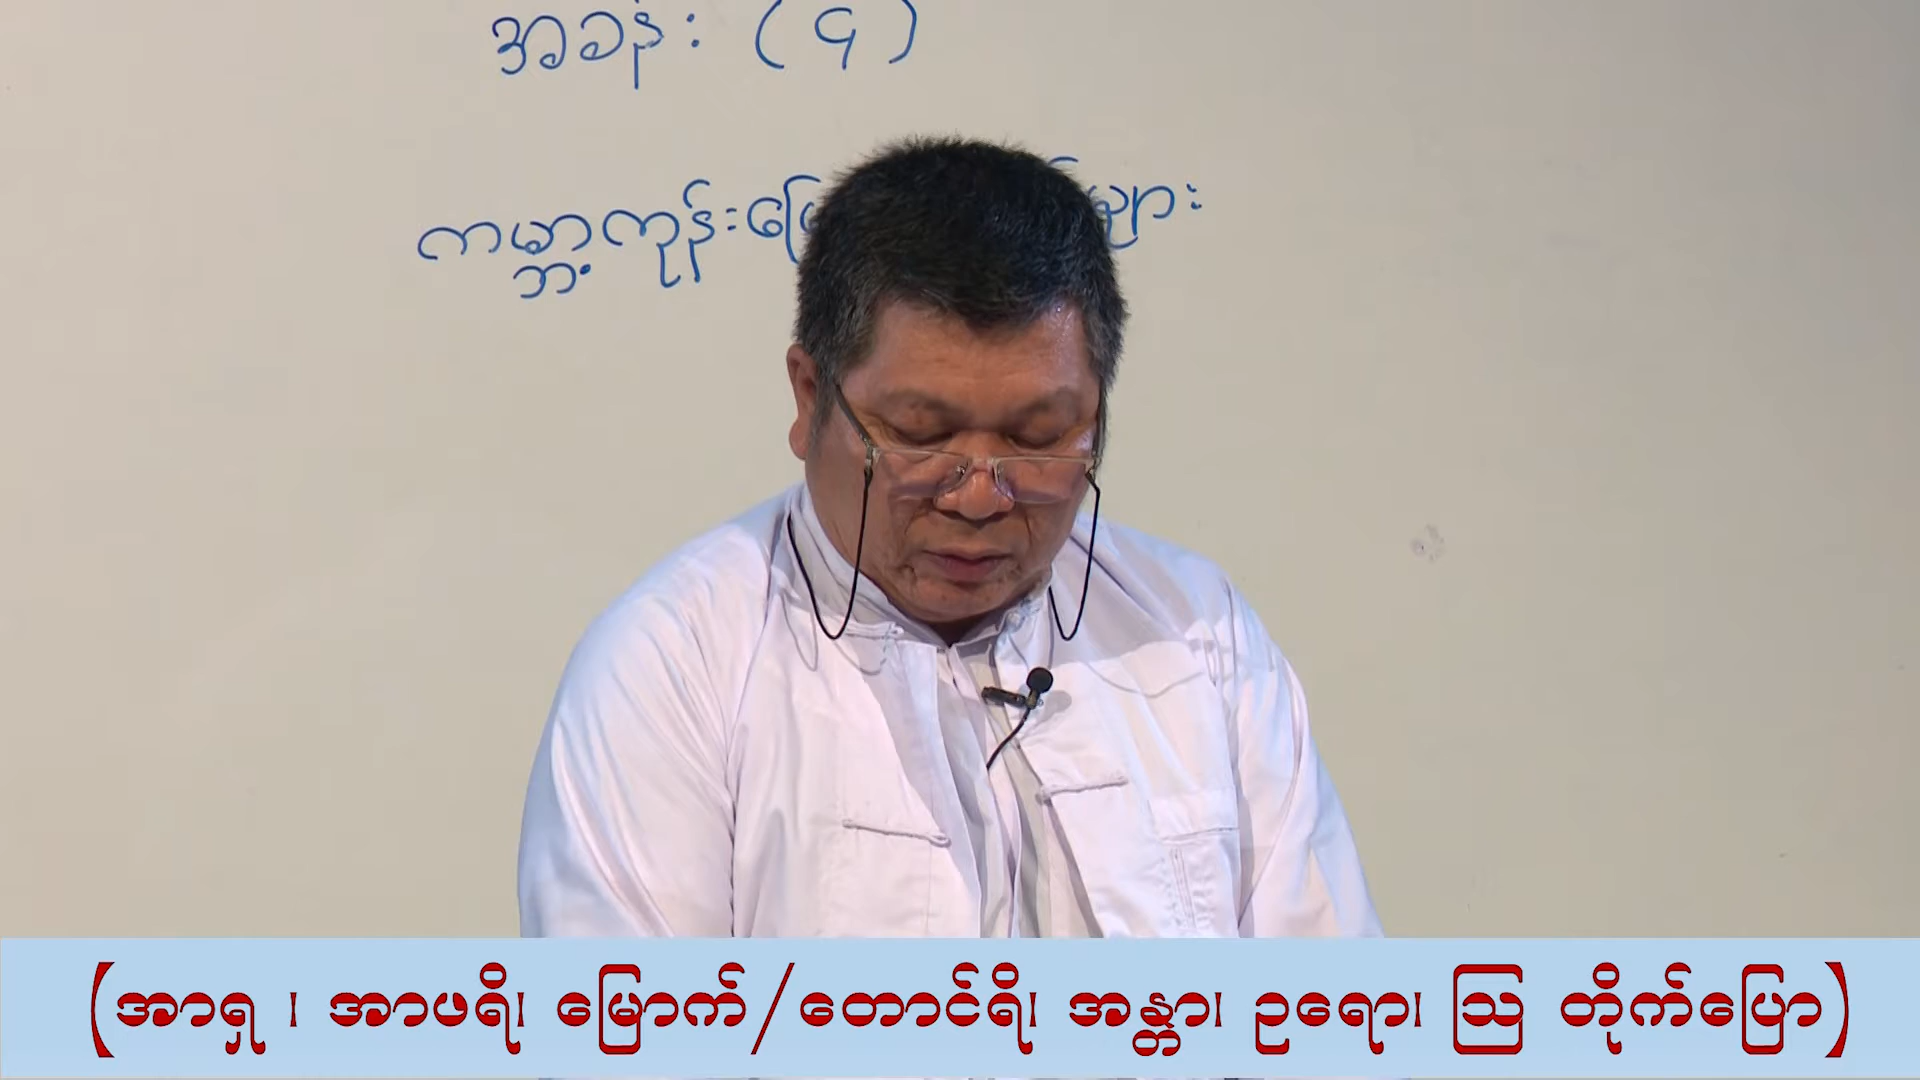 အခန်း (၄)
ကမ္ဘာ့ကုန်းမြေ
(အာရှ ၊ အာဖရိ၊ မြောက်/တောင်ရိ၊ အန္တာ၊ ဥရော၊ ဩ တိုက်ပြော)